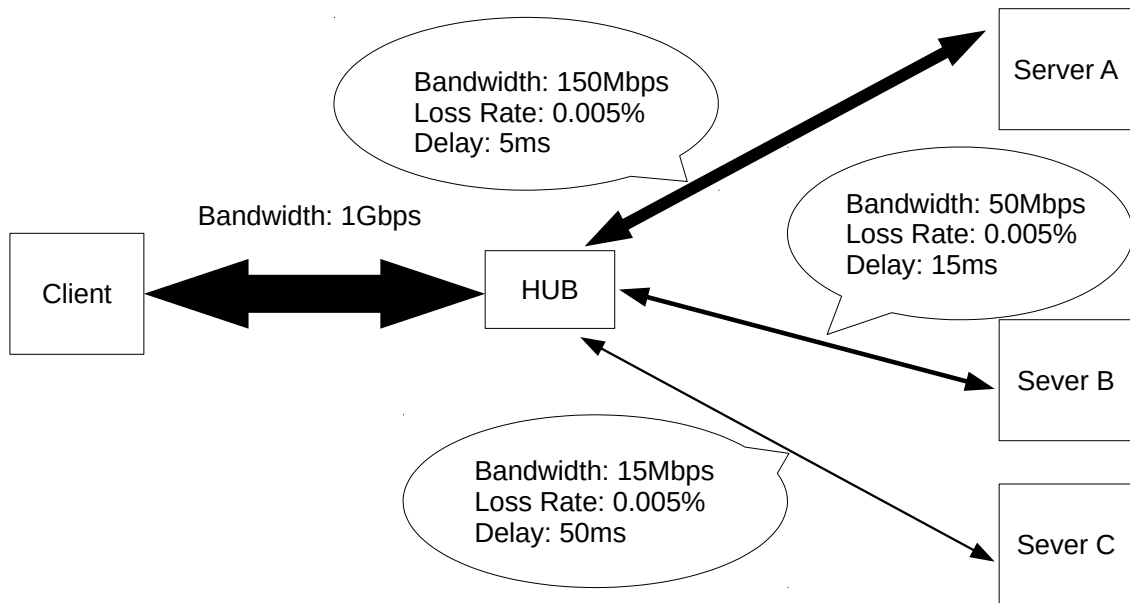 Bandwidth: 150Mbps
Loss Rate: 0.005%
Delay: 5ms
Server A
Bandwidth: 1Gbps
Bandwidth: 50Mbps
Loss Rate: 0.005%
Delay: 15ms
Client
HUB
Sever B
Bandwidth: 15Mbps
Loss Rate: 0.005%
Delay: 50ms
Sever C